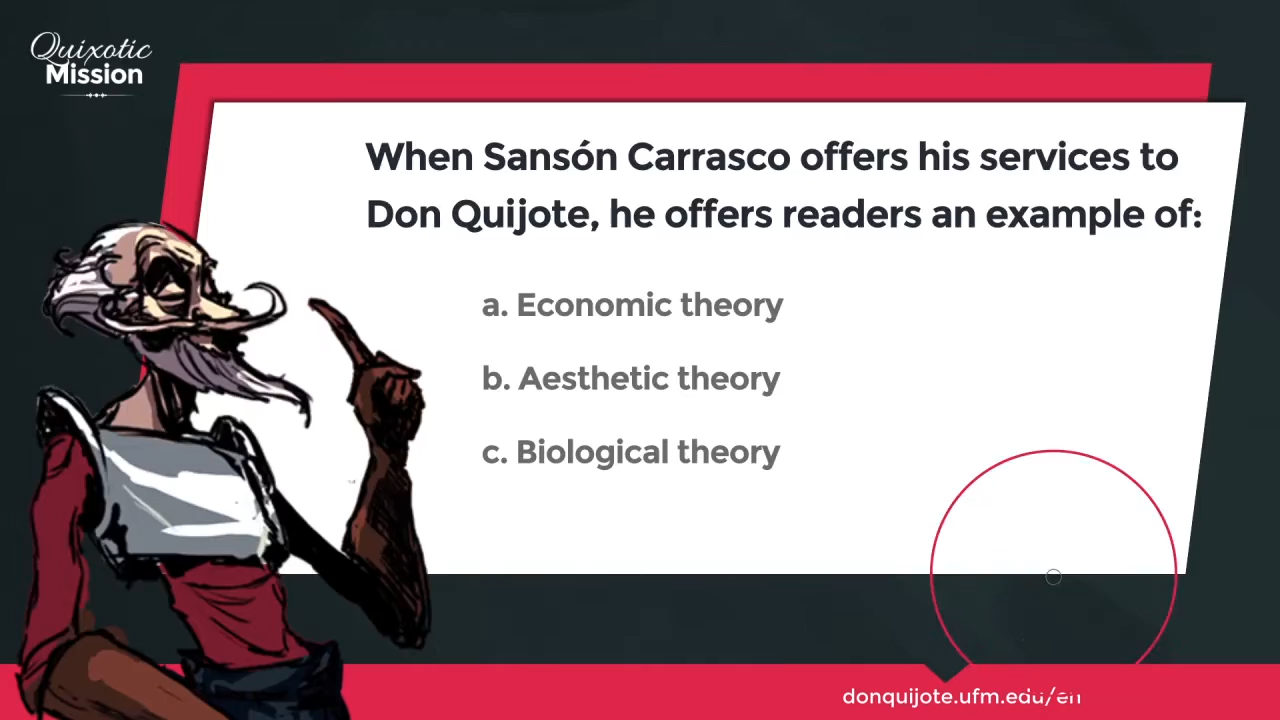 Quixotic
Mission
When Sansón Carrasco offers his services to
Don Quijote, he offers readers an example of:
a. Economic theory
b. Aesthetic theory
c. Biological theory
donquijote.ufm.edu/en